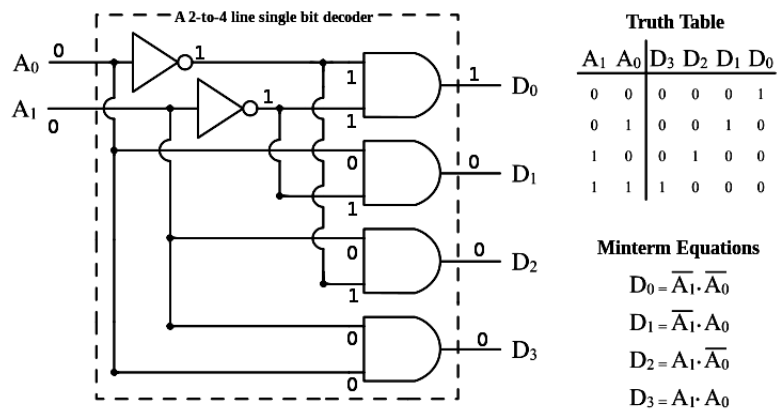 A 2-to-4 line single bit decoder
A0 0
1
1
1 D0
A1
0
1
1
0
0 D1
1
0
0 D2
1
0
0 D3
0
Truth Table
A1 A0 D3 D2 D1 D0
0 0 0 0 0 1
0 1 0 0 1 0
1 0 0 1 0 0
1 1 1 0 0 0
Minterm Equations
D0 = A̅1· A̅0
D1 = A̅1· A0
D2 = A1· A̅0
D3 = A1· A0